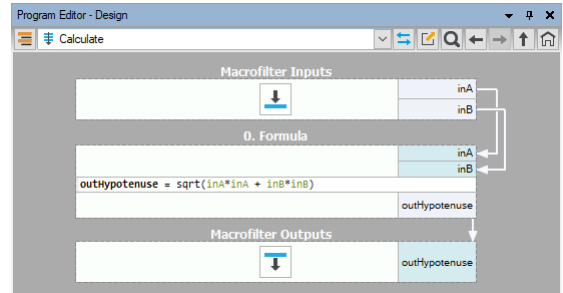 Program Editor - Design
Calculate
Macrofilter Inputs
inA
inB
0. Formula
inA
inB
outHypotenuse = sqrt(inA*inA + inB*inB)
outHypotenuse
Macrofilter Outputs
outHypotenuse